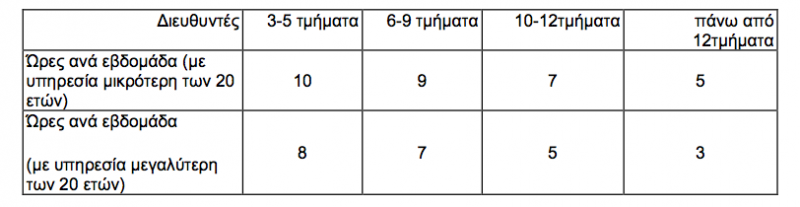 Διευθυντές 3-5 τμήματα 6-9 τμήματα 10-12τμήματα πάνω από
12τμήματα
Ώρες ανά εβδομάδα (με
υπηρεσία μικρότερη των 20
ετών)
10 9 7 5
Ώρες ανά εβδομάδα
(με υπηρεσία μεγαλύτερη
των 20 ετών)
8 7 5 3